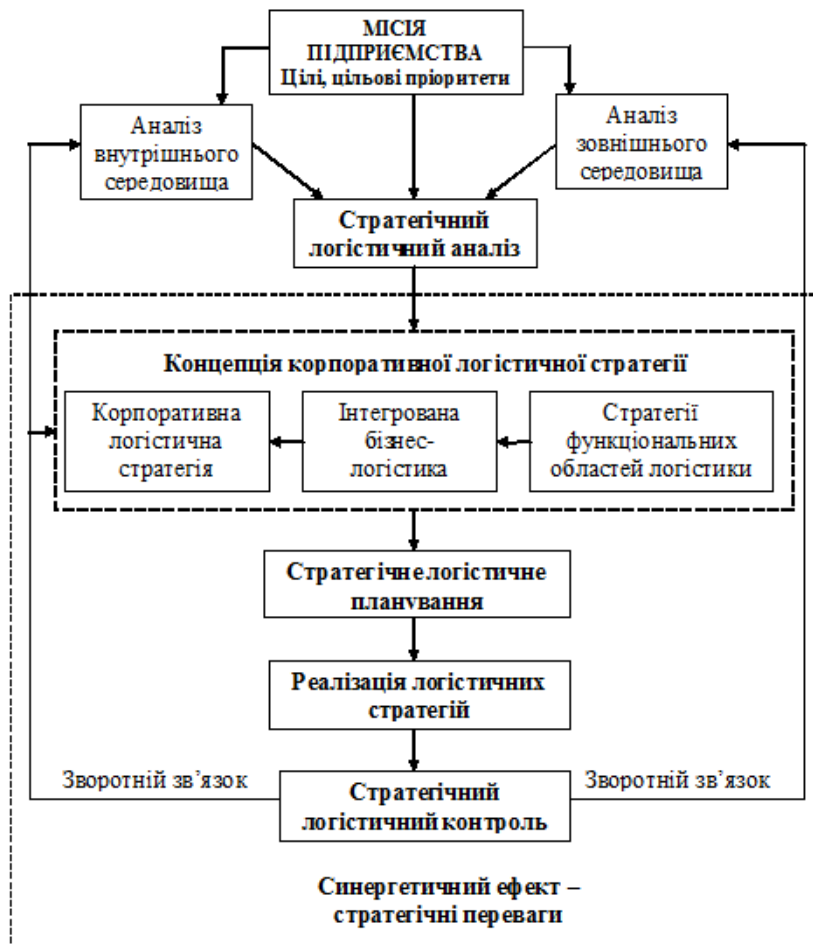 МІСІЯ
ПІДПРИЄМСТВА
Цілі, цільові пріоритети
Аналіз
внутрішнього
середовища
Аналіз
зовнішнього
середовища
Стратегічний
логістичний аналіз
Концепція корпоративної логістичної стратегії
Корпоративна
логістична
стратегія
Інтегрована
бізнес-
логістика
Стратегії
функціональних
областей логістики
Стратегічне логістичне
планування
Реалізація логістичних
стратегій
Зворотній зв’язок
Зворотній зв’язок
Стратегічний
логістичний контроль
Синергетичний ефект –
стратегічні переваги